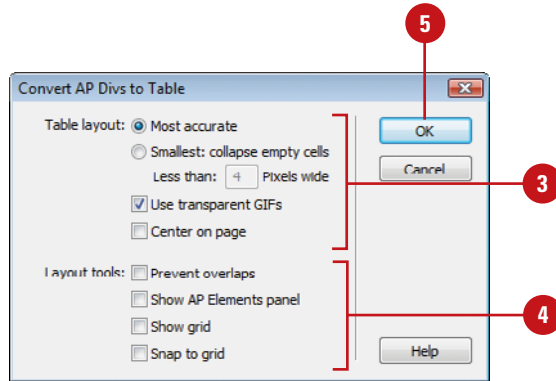 5
Convert AP Divs to Table
Table layout: Most accurate
OK
Smallest: collapse empty cells
Cancel
Less than: 4 Pixels wide
3
Use transparent GIFs
Center on page
Layout tools: Prevent overlaps
Show AP Elements panel
4
Show grid
Snap to grid
Help